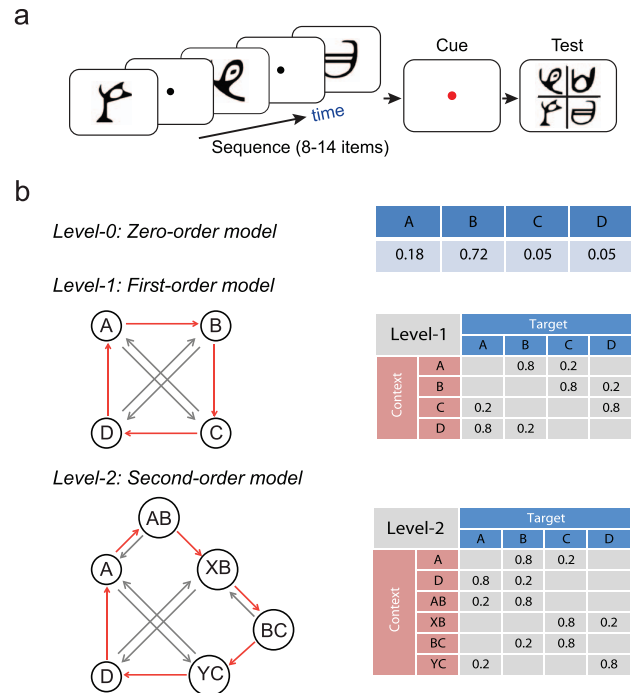 a
Cue Test
time
Sequence (8-14 items)
b
Level-0: Zero-order model
A B C D
0.18 0.72 0.05 0.05
Level-1: First-order model
A B
D C
Level-1 Target
A B C D
Context
A 0.8 0.2
B 0.8 0.2
C 0.2 0.8
D 0.8 0.2
Level-2: Second-order model
AB
A XB
BC
D YC
Level-2 Target
A B C D
Context
A 0.8 0.2
D 0.8 0.2
AB 0.2 0.8
XB 0.8 0.2
BC 0.2 0.8
YC 0.2 0.8